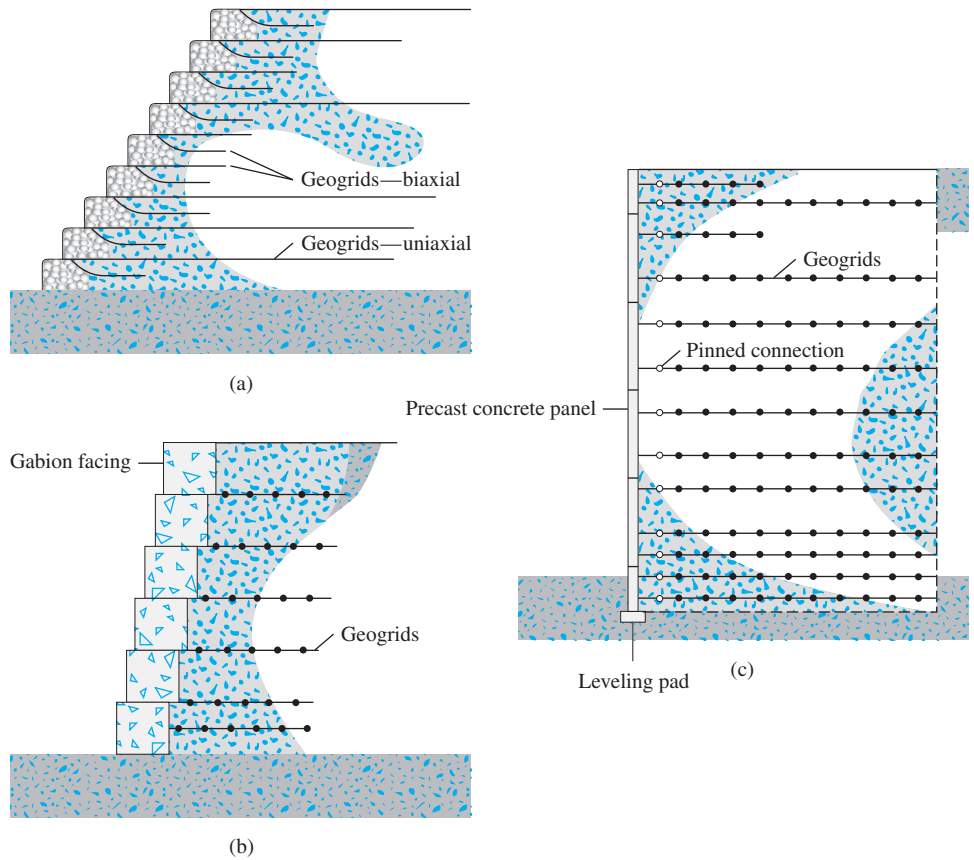 Geogrids—biaxial
Geogrids—uniaxial
(a)
Gabion facing
Geogrids
(b)
Geogrids
Pinned connection
Precast concrete panel
Leveling pad
(c)